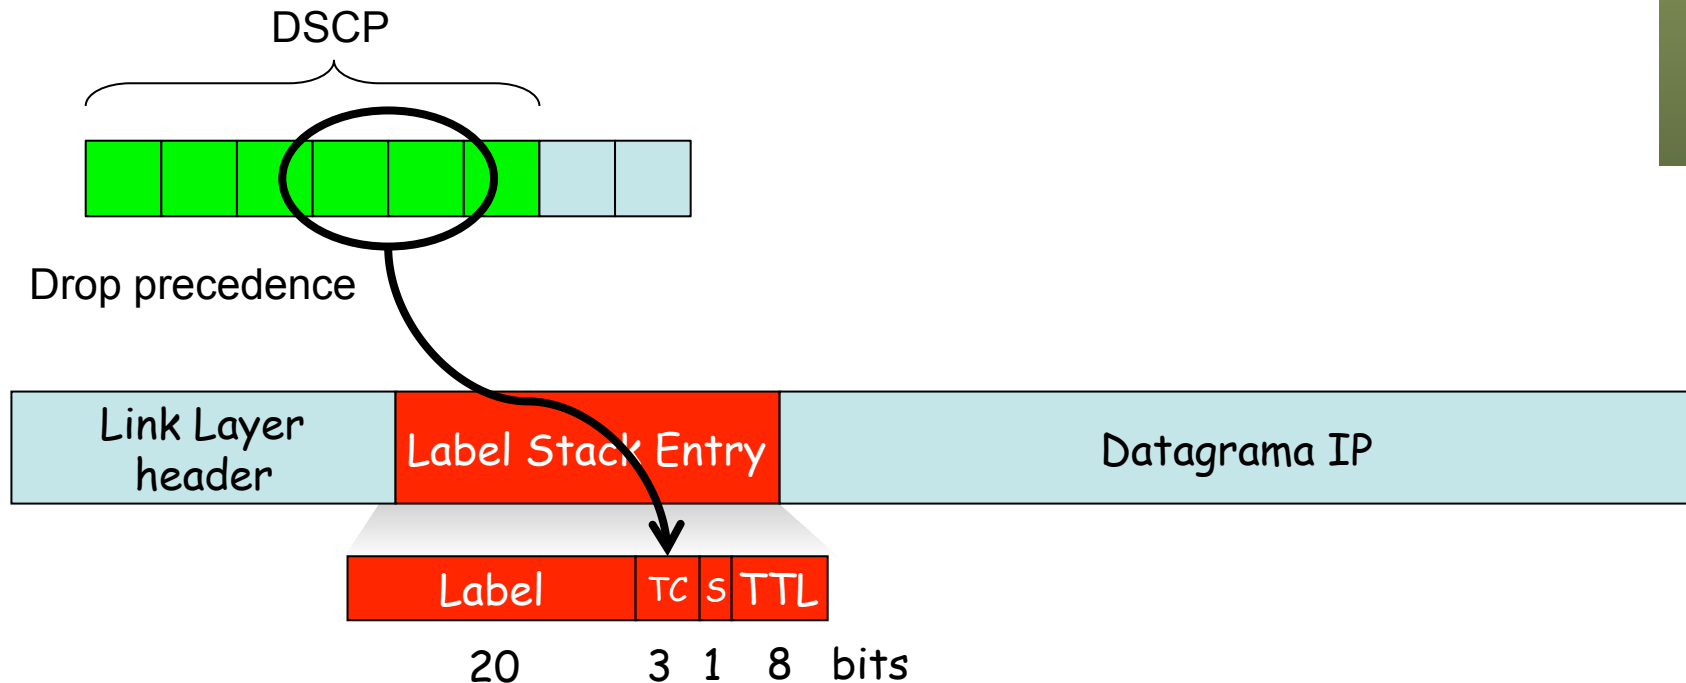 DSCP
Drop precedence
Link Layer
header
Label Stack Entry
Datagrama IP
Label TC S TTL
20 3 1 8 bits